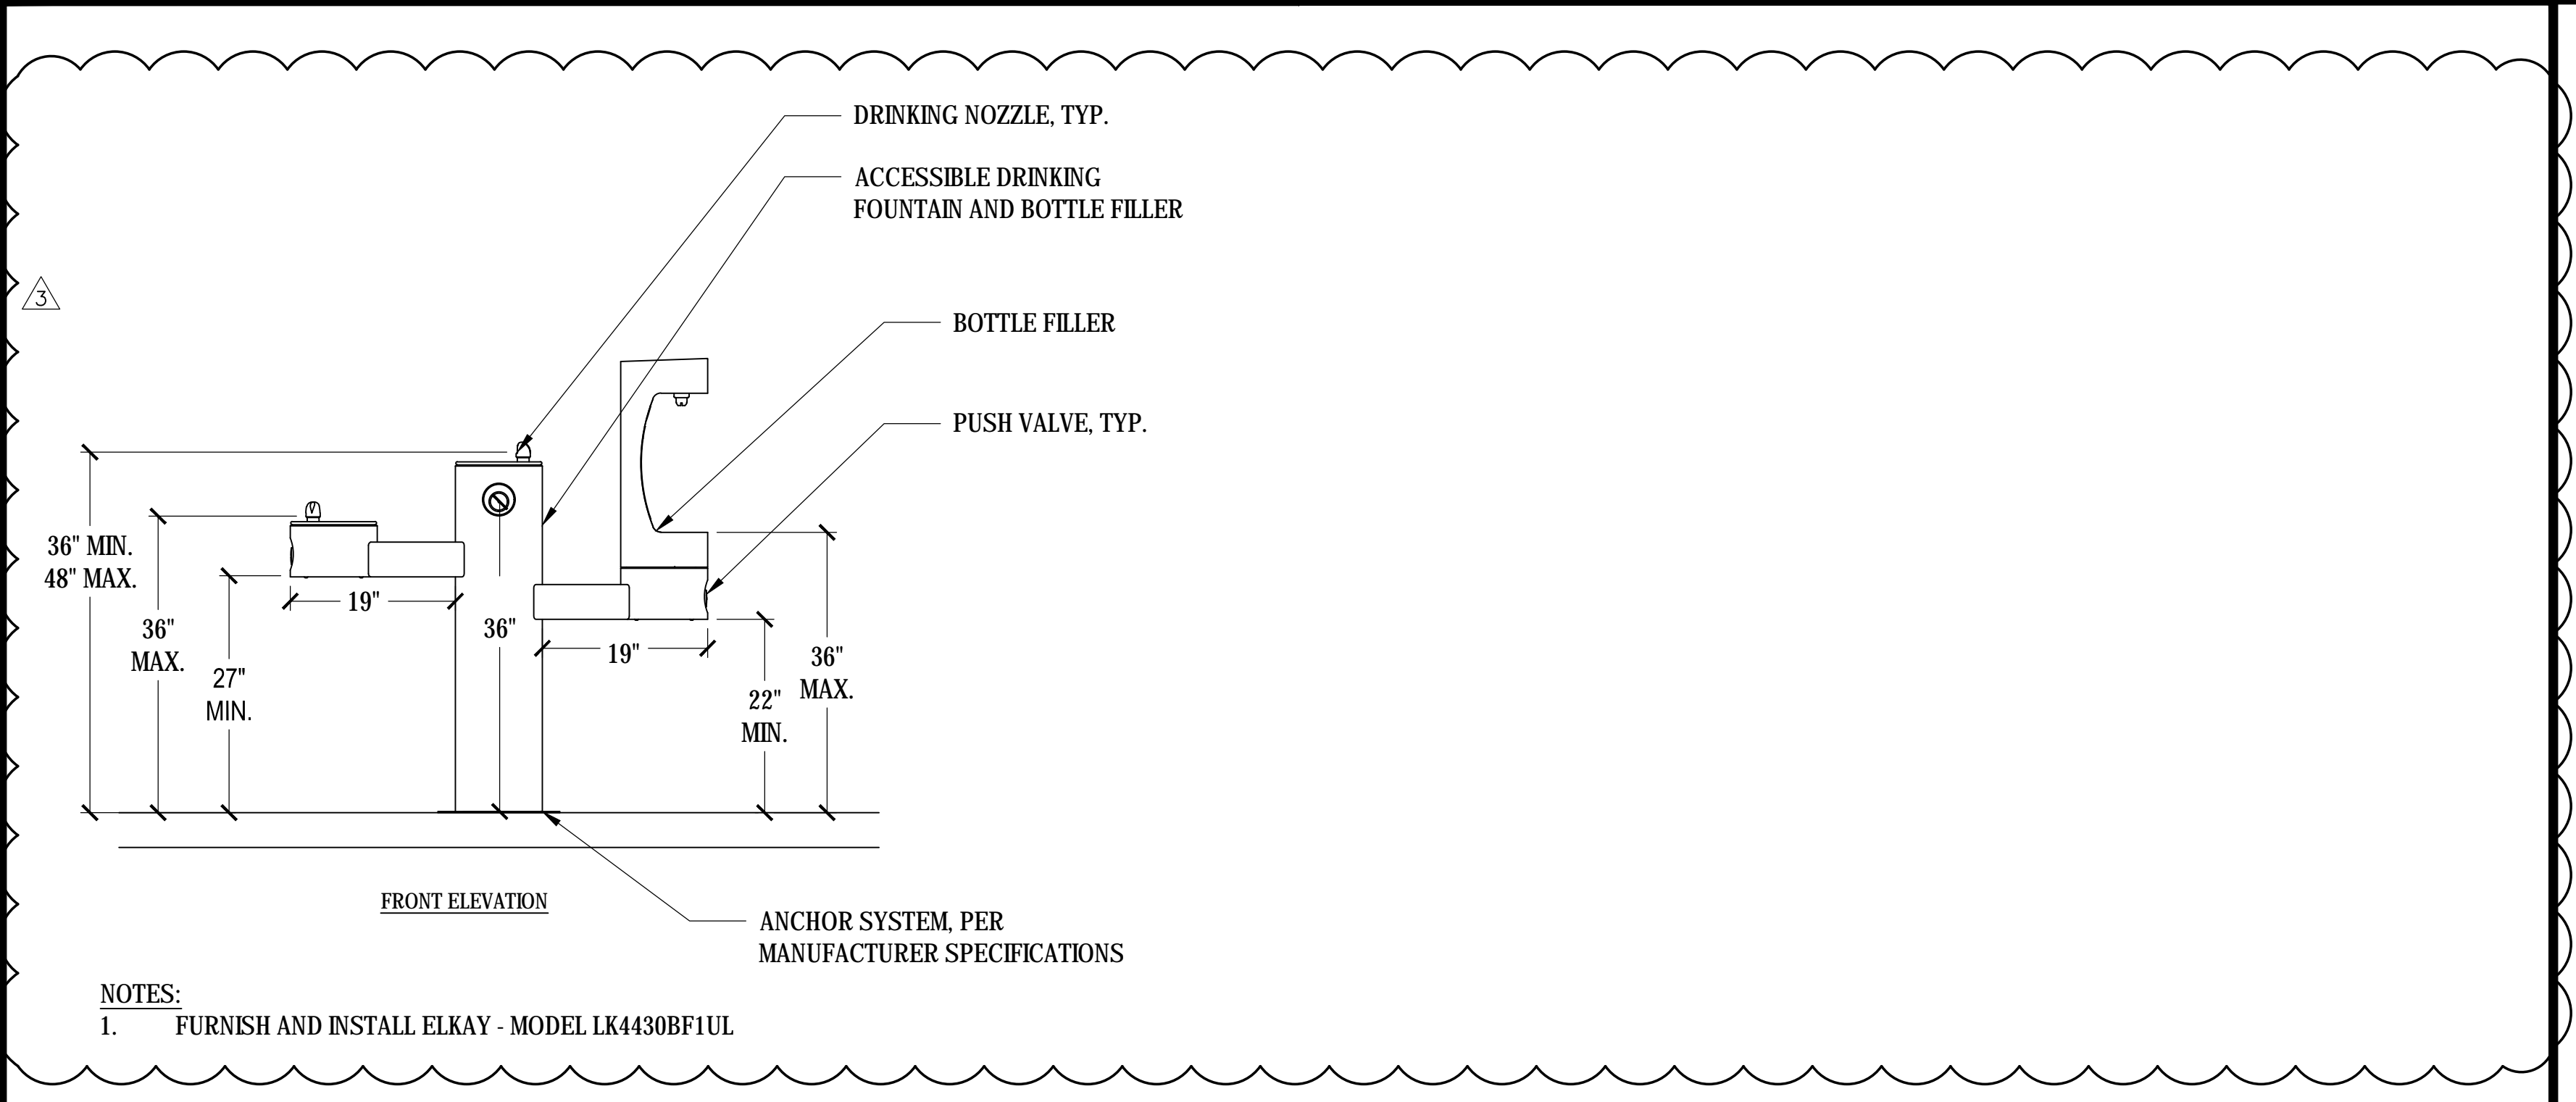 DRINKING NOZZLE, TYP.
ACCESSIBLE DRINKING
FOUNTAIN AND BOTTLE FILLER
3
BOTTLE FILLER
PUSH VALVE, TYP.
36" MIN.
48" MAX.
36"
MAX.
27"
MIN.
19"
36"
19"
22"
MIN.
36"
MAX.
FRONT ELEVATION
ANCHOR SYSTEM, PER
MANUFACTURER SPECIFICATIONS
NOTES:
1. FURNISH AND INSTALL ELKAY - MODEL LK4430BF1UL